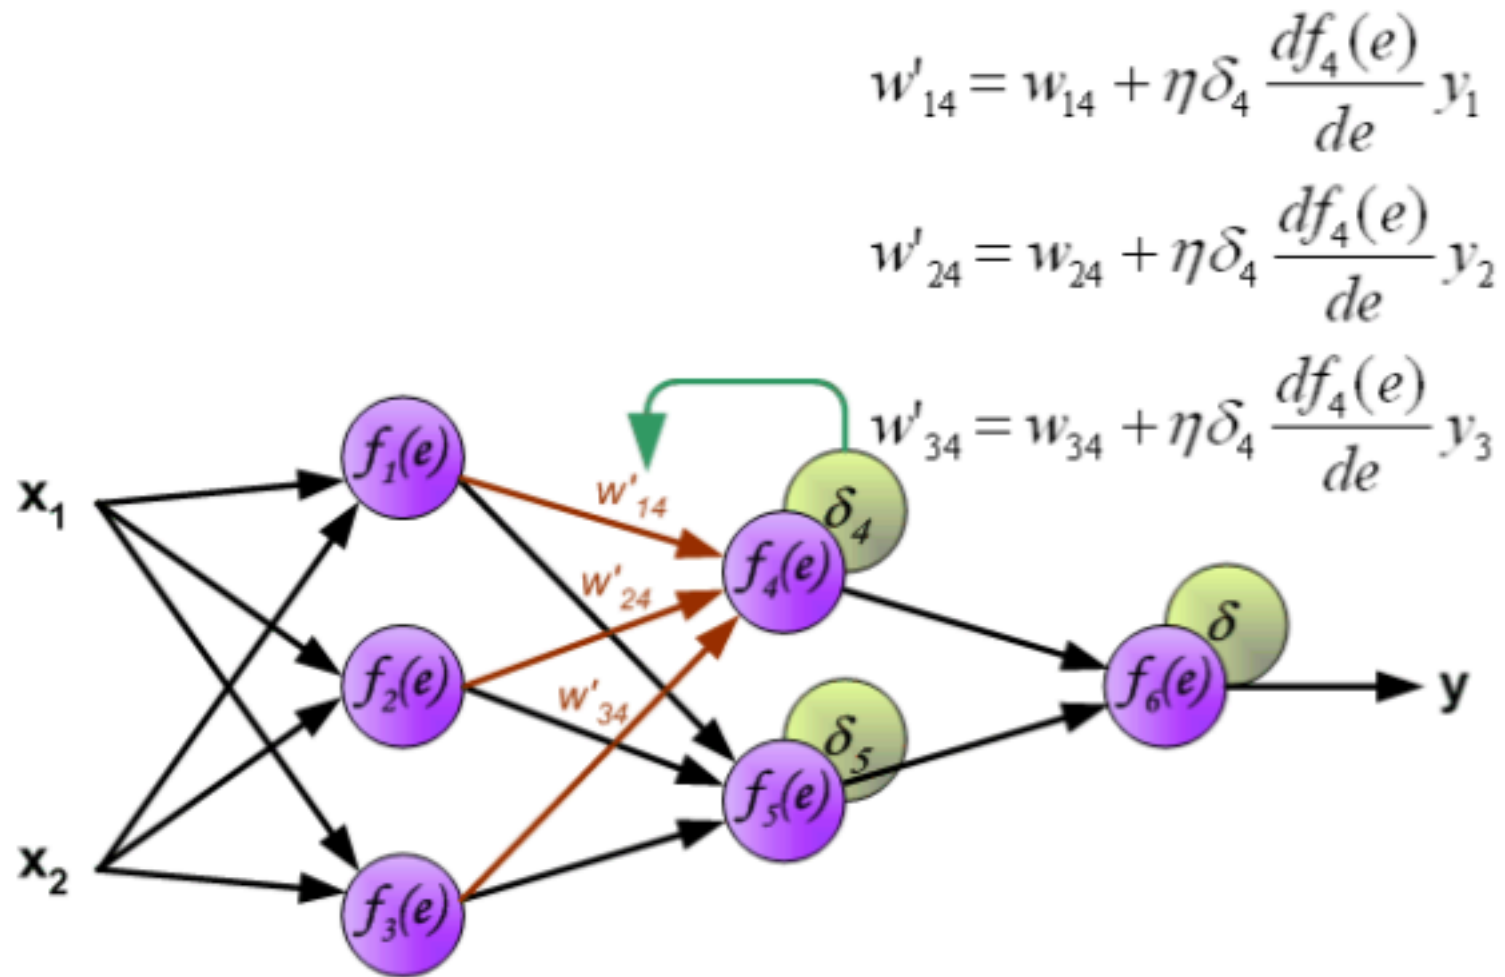 w'₁₄ = w₁₄ + ηδ₄ df₄(e)/de y₁
w'₂₄ = w₂₄ + ηδ₄ df₄(e)/de y₂
w'₃₄ = w₃₄ + ηδ₄ df₄(e)/de y₃
x₁
x₂
f₁(e)
f₂(e)
f₃(e)
w'₁₄
w'₂₄
w'₃₄
δ₄
f₄(e)
δ₅
f₅(e)
δ
f₆(e)
y